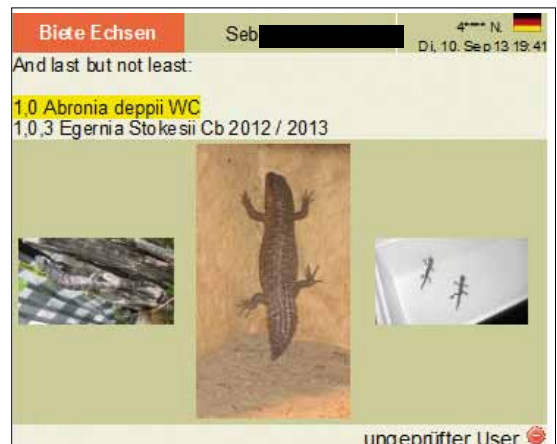 Biete Echsen
Seb
4**** N.
Di, 10. Sep 13 19:41
And last but not least:
1,0 Abronia deppii WC
1,0,3 Egernia Stokesii Cb 2012 / 2013
ungeprüfter User